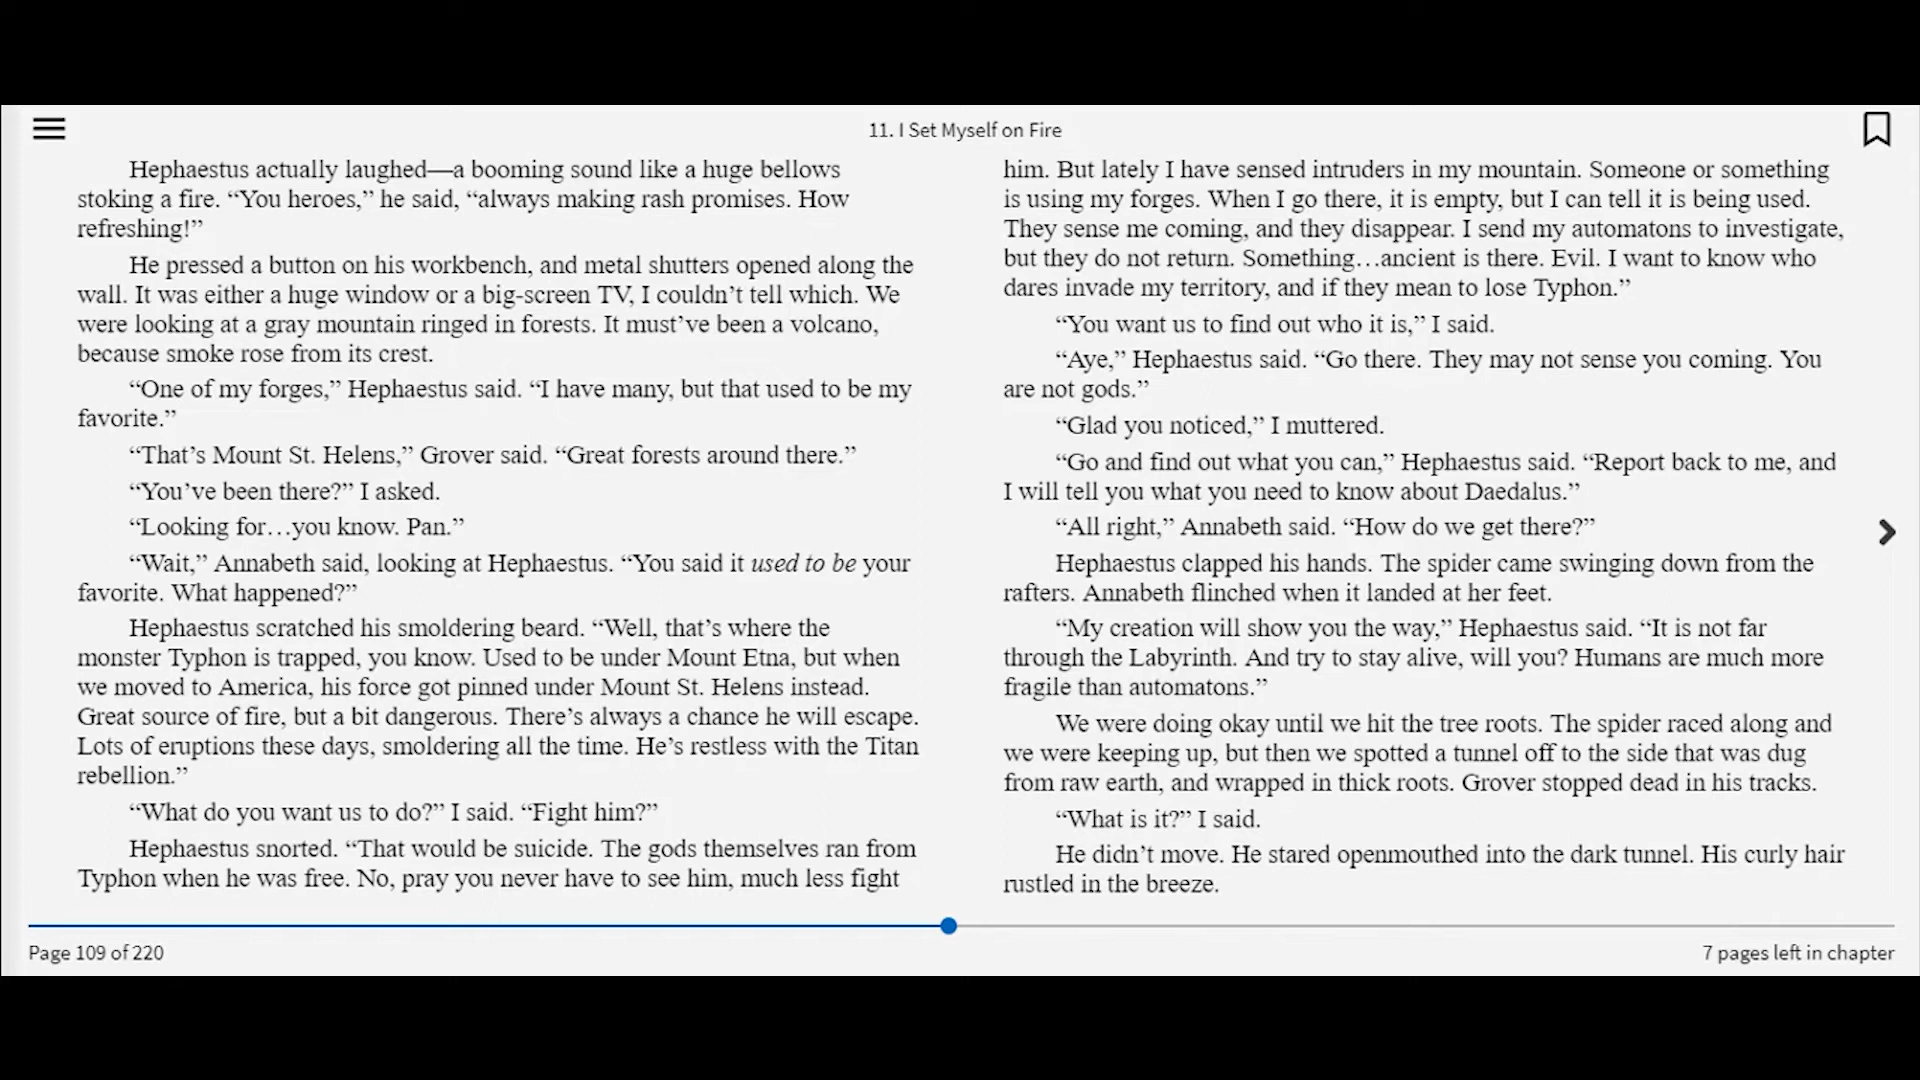 11. I Set Myself on Fire
Hephaestus actually laughed—a booming sound like a huge bellows
stoking a fire. “You heroes,” he said, “always making rash promises. How
refreshing!”
He pressed a button on his workbench, and metal shutters opened along the
wall. It was either a huge window or a big-screen TV, I couldn’t tell which. We
were looking at a gray mountain ringed in forests. It must’ve been a volcano,
because smoke rose from its crest.
“One of my forges,” Hephaestus said. “I have many, but that used to be my
favorite.”
“That’s Mount St. Helens,” Grover said. “Great forests around there.”
“You’ve been there?” I asked.
“Looking for…you know. Pan.”
“Wait,” Annabeth said, looking at Hephaestus. “You said it used to be your
favorite. What happened?”
Hephaestus scratched his smoldering beard. “Well, that’s where the
monster Typhon is trapped, you know. Used to be under Mount Etna, but when
we moved to America, his force got pinned under Mount St. Helens instead.
Great source of fire, but a bit dangerous. There’s always a chance he will escape.
Lots of eruptions these days, smoldering all the time. He’s restless with the Titan
rebellion.”
“What do you want us to do?” I said. “Fight him?”
Hephaestus snorted. “That would be suicide. The gods themselves ran from
Typhon when he was free. No, pray you never have to see him, much less fight
him. But lately I have sensed intruders in my mountain. Someone or something
is using my forges. When I go there, it is empty, but I can tell it is being used.
They sense me coming, and they disappear. I send my automatons to investigate,
but they do not return. Something…ancient is there. Evil. I want to know who
dares invade my territory, and if they mean to lose Typhon.”
“You want us to find out who it is,” I said.
“Aye,” Hephaestus said. “Go there. They may not sense you coming. You
are not gods.”
“Glad you noticed,” I muttered.
“Go and find out what you can,” Hephaestus said. “Report back to me, and
I will tell you what you need to know about Daedalus.”
“All right,” Annabeth said. “How do we get there?”
Hephaestus clapped his hands. The spider came swinging down from the
rafters. Annabeth flinched when it landed at her feet.
“My creation will show you the way,” Hephaestus said. “It is not far
through the Labyrinth. And try to stay alive, will you? Humans are much more
fragile than automatons.”
We were doing okay until we hit the tree roots. The spider raced along and
we were keeping up, but then we spotted a tunnel off to the side that was dug
from raw earth, and wrapped in thick roots. Grover stopped dead in his tracks.
“What is it?” I said.
He didn’t move. He stared openmouthed into the dark tunnel. His curly hair
rustled in the breeze.
Page 109 of 220
7 pages left in chapter